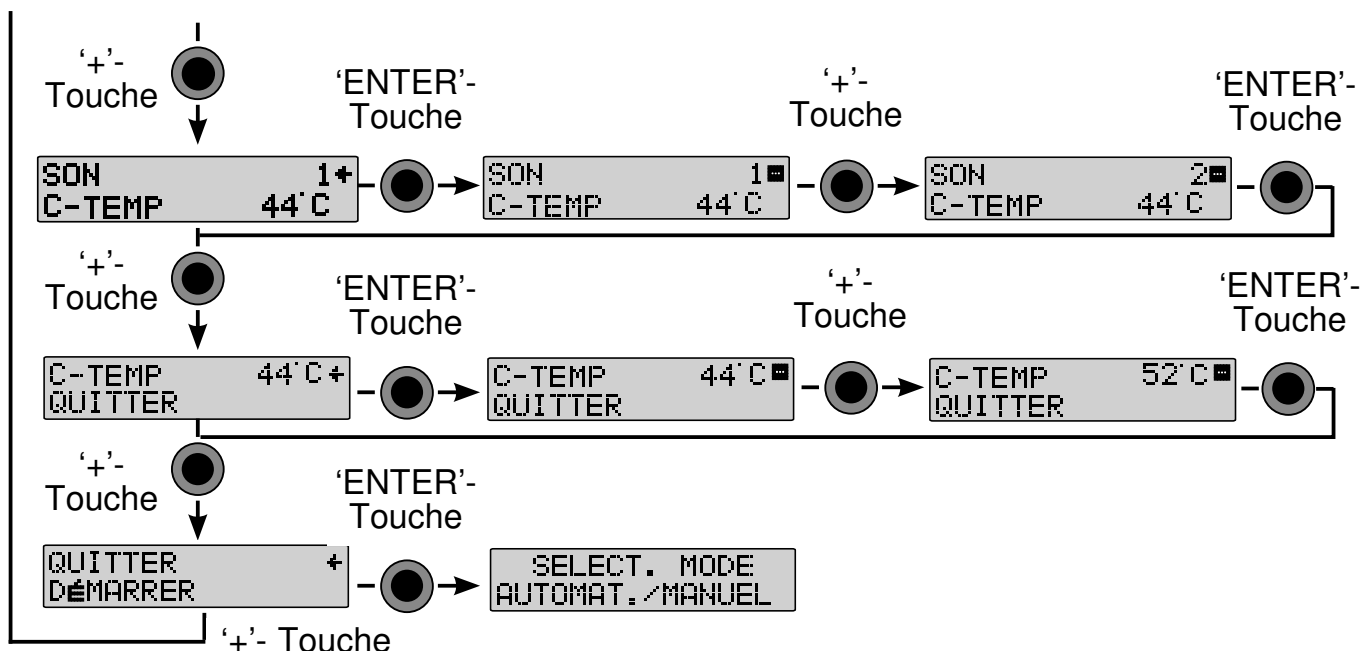 ‘+’-
Touche
‘ENTER’-
Touche
‘+’-
Touche
‘ENTER’-
Touche
SON 1
C-TEMP 44°C
SON 1
C-TEMP 44°C
SON 2
C-TEMP 44°C
‘+’-
Touche
‘ENTER’-
Touche
‘+’-
Touche
‘ENTER’-
Touche
C-TEMP 44°C
QUITTER
C-TEMP 44°C
QUITTER
C-TEMP 52°C
QUITTER
‘+’-
Touche
‘ENTER’-
Touche
QUITTER
DÉMARRER
SELECT. MODE
AUTOMAT./MANUEL
‘+’- Touche